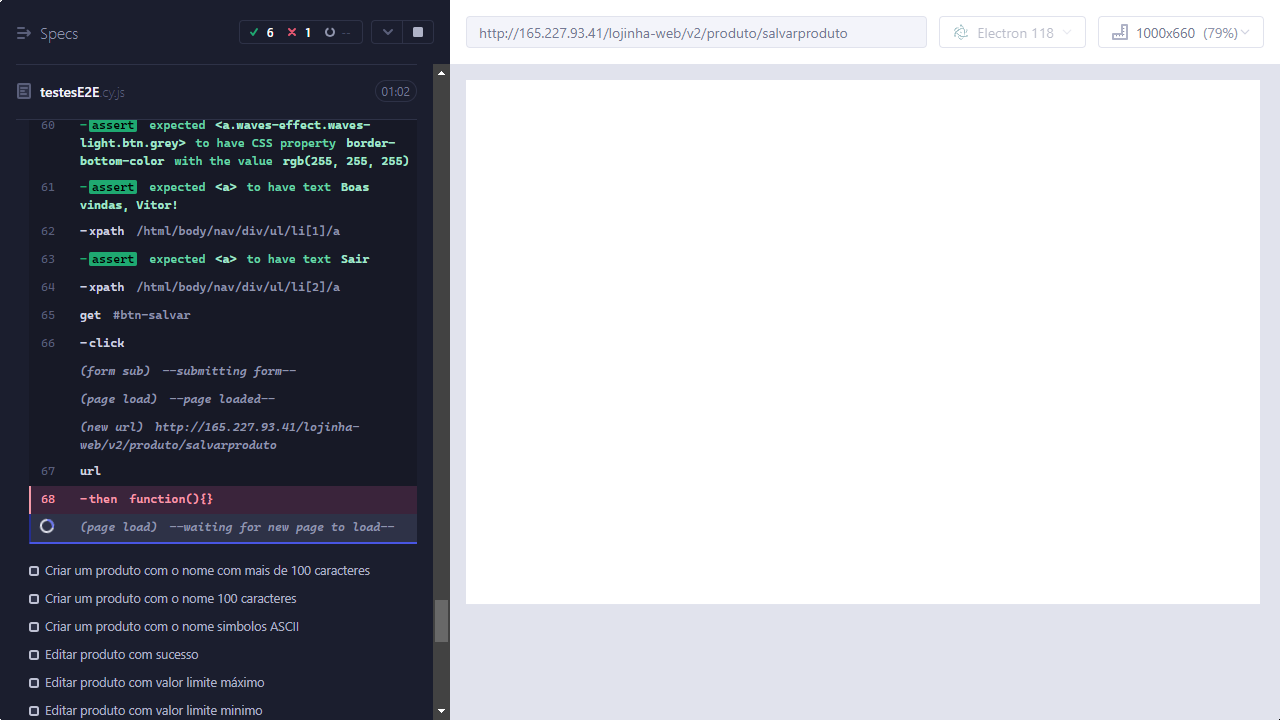 Specs
6 1 --
http://165.227.93.41/lojinha-web/v2/produto/salvarproduto
Electron 118
1000x660 (79%)
testesE2E cy.js
01:02
60 -assert expected <a.waves-effect.waves-
light.btn.grey> to have CSS property border-
bottom-color with the value rgb(255, 255, 255)
61 -assert expected <a> to have text Boas
vindas, Vitor!
62 -xpath /html/body/nav/div/ul/li[1]/a
63 -assert expected <a> to have text Sair
64 -xpath /html/body/nav/div/ul/li[2]/a
65 get #btn-salvar
66 -click
(form sub) --submitting form--
(page load) --page loaded--
(new url) http://165.227.93.41/lojinha-
web/v2/produto/salvarproduto
67 url
68 -then function(){}
(page load) --waiting for new page to load--
Criar um produto com o nome com mais de 100 caracteres
Criar um produto com o nome 100 caracteres
Criar um produto com o nome simbolos ASCII
Editar produto com sucesso
Editar produto com valor limite máximo
Editar produto com valor limite minimo